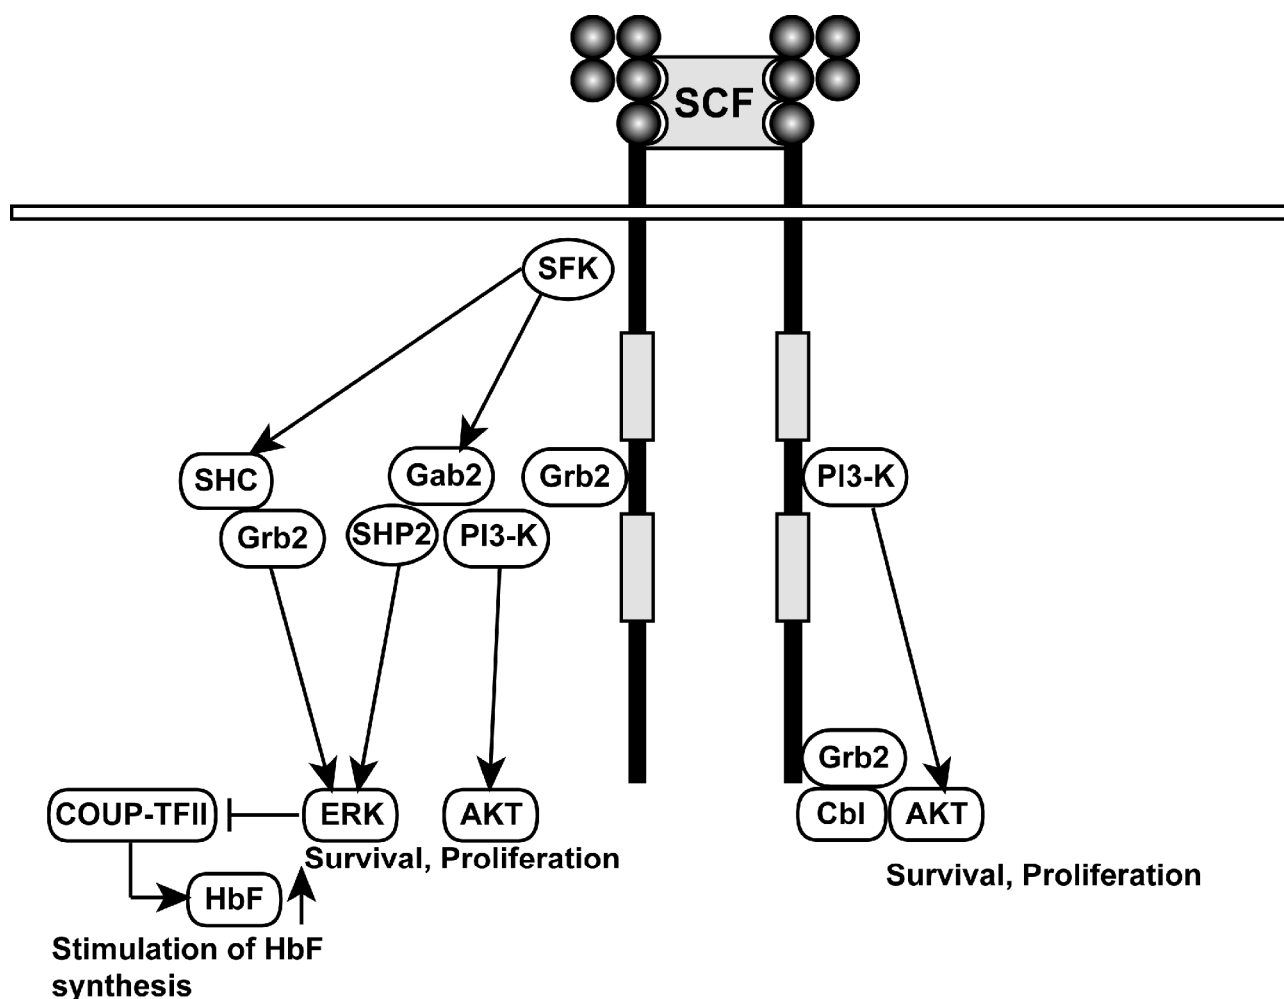 SCF
SFK
SHC
Gab2
Grb2
PI3-K
Grb2
SHP2
PI3-K
Grb2
COUP-TFII
ERK
AKT
Cbl
AKT
Survival, Proliferation
Survival, Proliferation
HbF
Stimulation of HbF
synthesis